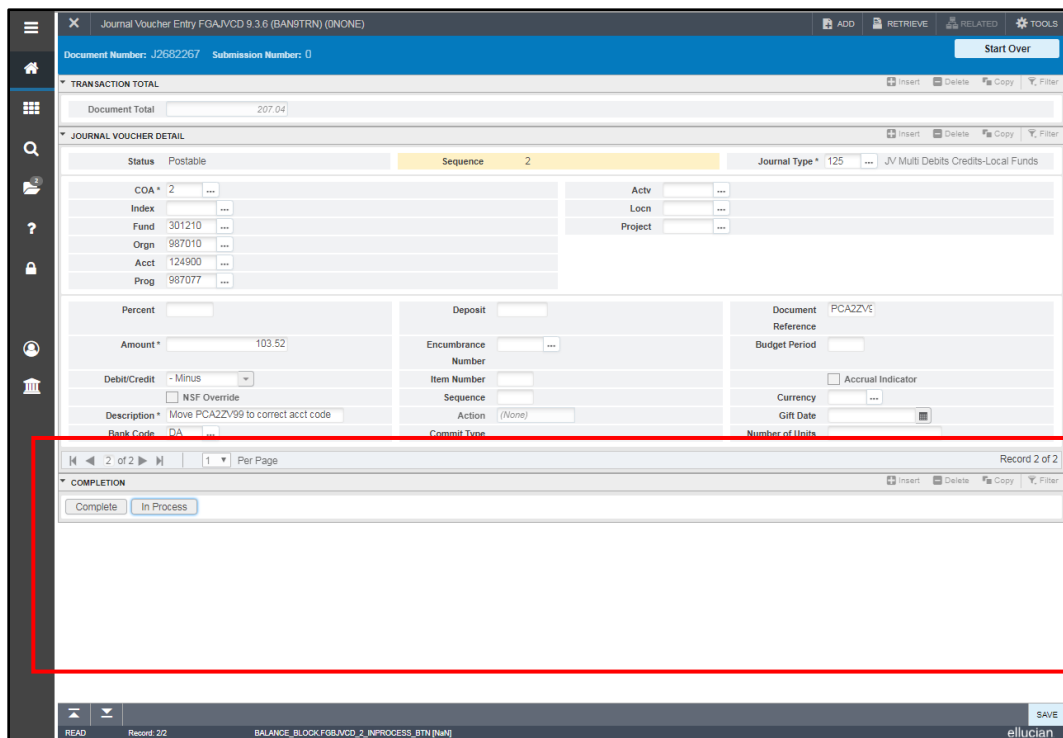 Journal Voucher Entry FGAJVCD 9.3.6 (BAN9TRN) (0NONE) ADD RETRIEVE RELATED TOOLS
Document Number: J2682267 Submission Number: 0 Start Over
TRANSACTION TOTAL Insert Delete Copy Filter
Document Total 207.04
JOURNAL VOUCHER DETAIL Insert Delete Copy Filter
2
Status Postable Sequence 2 Journal Type * 125 ... JV Multi Debits Credits-Local Funds
COA * 2 ... Actv ...
Index ... Locn ...
? Fund 301210 ... Project ...
Orgn 987010 ...
Acct 124900 ...
Prog 987077 ...
Percent Deposit Document Reference PCA2ZV9
Amount * 103.52 Encumbrance Number ... Budget Period
Debit/Credit - Minus Item Number Accrual Indicator
NSF Override Sequence Currency ...
Description * Move PCA2ZV99 to correct acct code Action (None) Gift Date
Bank Code DA ... Commit Type Number of Units
2 of 2 1 Per Page Record 2 of 2
COMPLETION Insert Delete Copy Filter
Complete In Process
SAVE
READ Record: 2/2 BALANCE_BLOCK.FGBJVCD_2_INPROCESS_BTN [NaN] ellucian